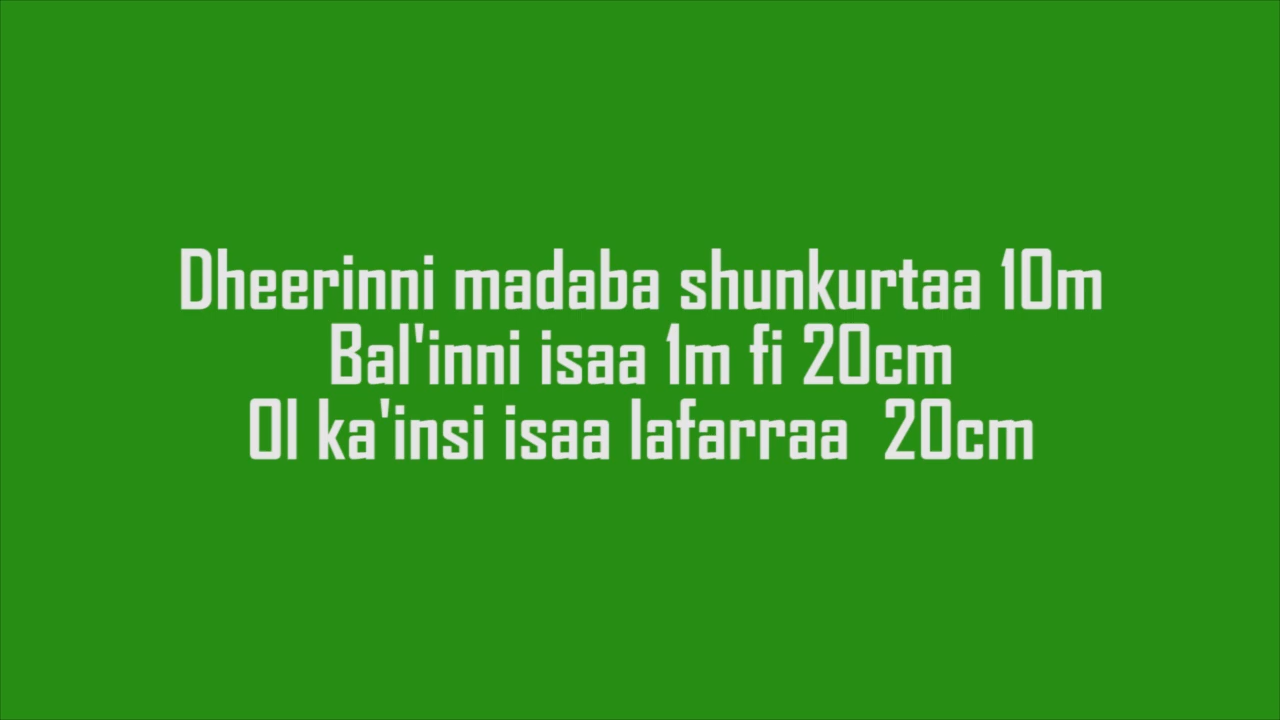 Dheerinni madaba shunkurtaa 10m
Bal'inni isaa 1m fi 20cm
Ol ka'insi isaa lafarraa 20cm